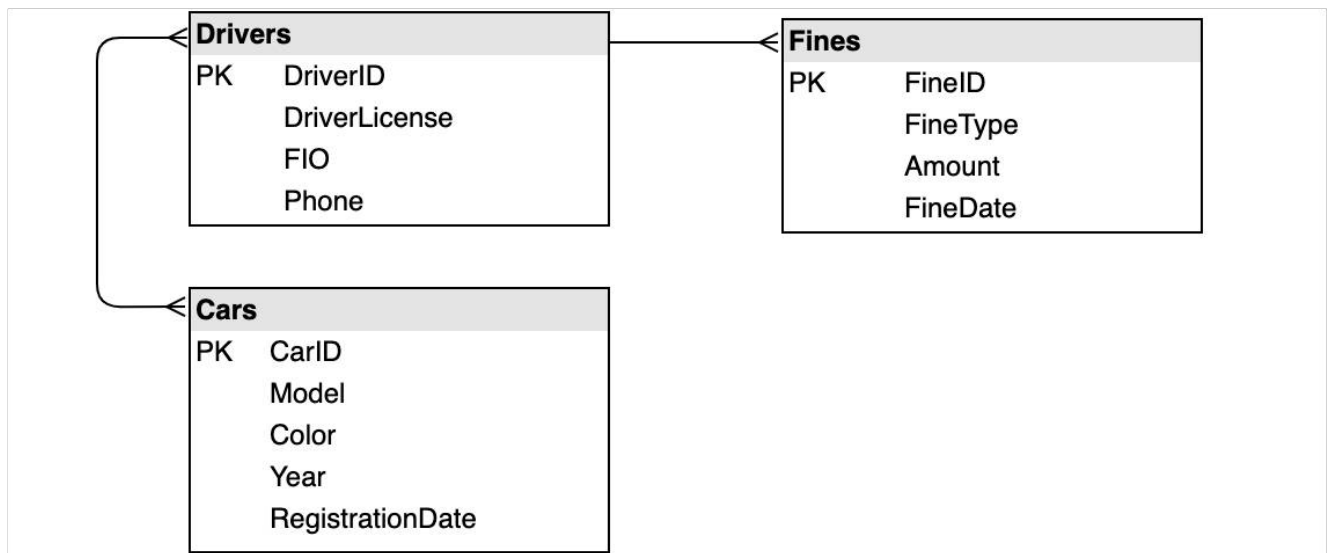 Drivers
PK DriverID
DriverLicense
FIO
Phone
Fines
PK FineID
FineType
Amount
FineDate
Cars
PK CarID
Model
Color
Year
RegistrationDate